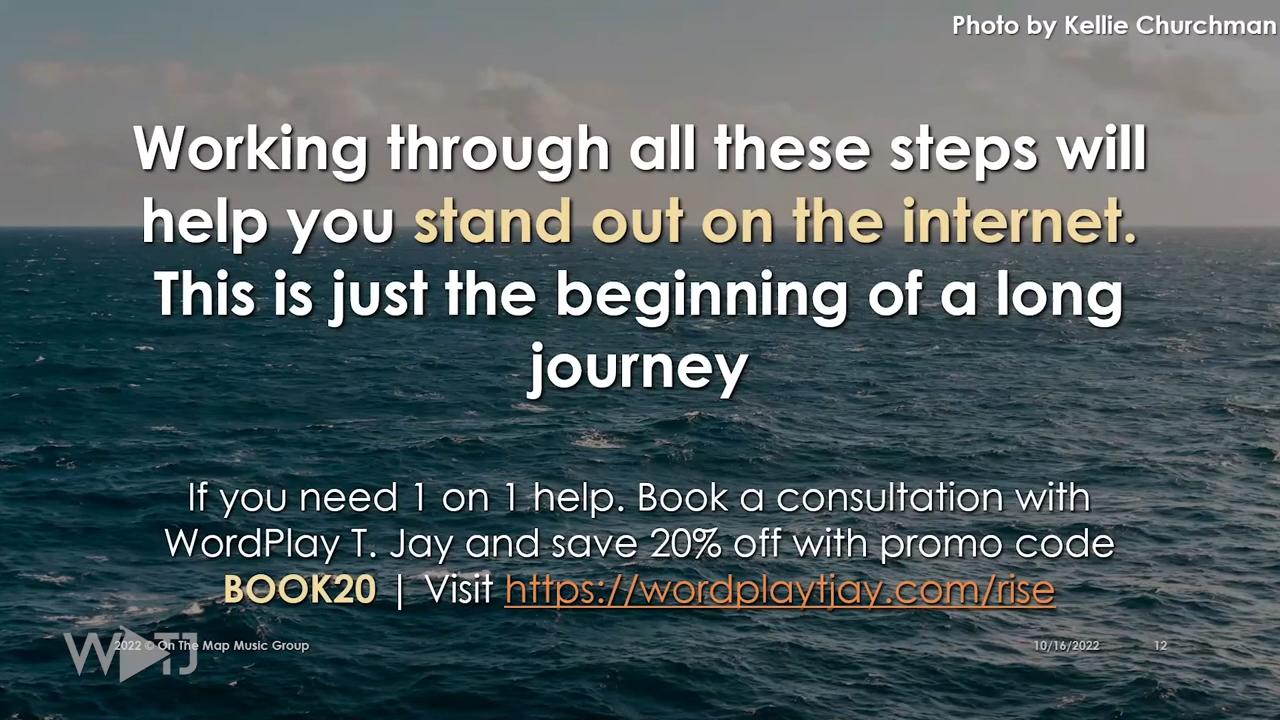 Photo by Kellie Churchman
Working through all these steps will
help you stand out on the internet.
This is just the beginning of a long
journey
If you need 1 on 1 help. Book a consultation with
WordPlay T. Jay and save 20% off with promo code
BOOK20 | Visit https://wordplaytjay.com/rise
2022 © On The Map Music Group
10/16/2022
12
WTJ